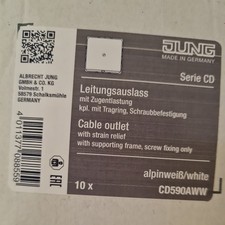 JUNG
MADE IN GERMANY
ALBRECHT JUNG
GMBH & CO. KG
Volmestr. 1
58579 Schalksmühle
GERMANY
Serie CD
Leitungsauslass
mit Zugentlastung
kpl. mit Tragring, Schraubbefestigung
Cable outlet
with strain relief
with supporting frame, screw fixing only
alpinweiß/white
10 x
CD590AWW
EAC